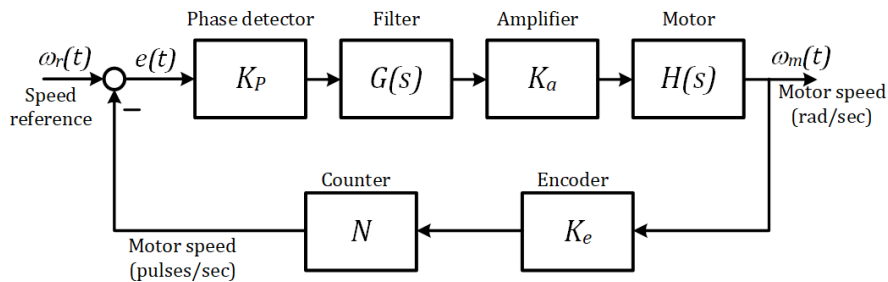 Phase detector
Filter
Amplifier
Motor
ωr(t)
e(t)
KP
G(s)
Ka
H(s)
ωm(t)
Speed
reference
−
Motor speed
(rad/sec)
Counter
Encoder
N
Ke
Motor speed
(pulses/sec)